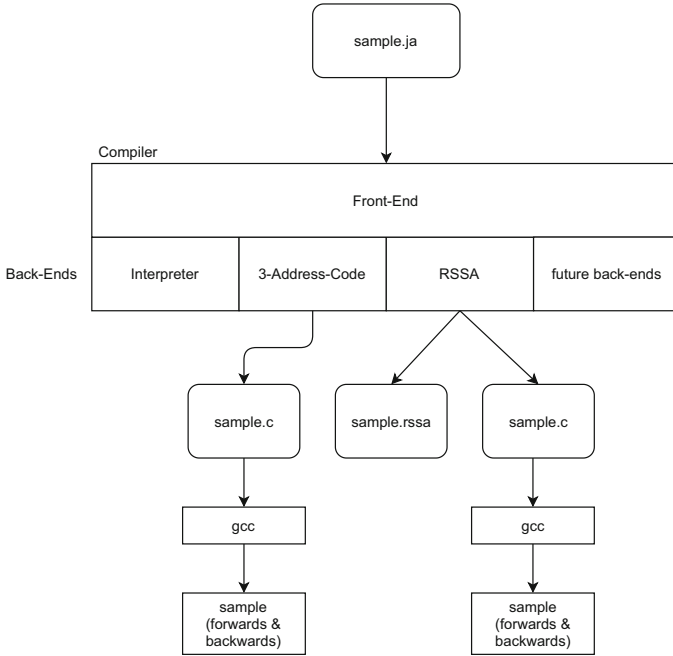 sample.ja
Compiler
Front-End
Back-Ends
Interpreter
3-Address-Code
RSSA
future back-ends
sample.c
sample.rssa
sample.c
gcc
gcc
sample
(forwards &
backwards)
sample
(forwards &
backwards)